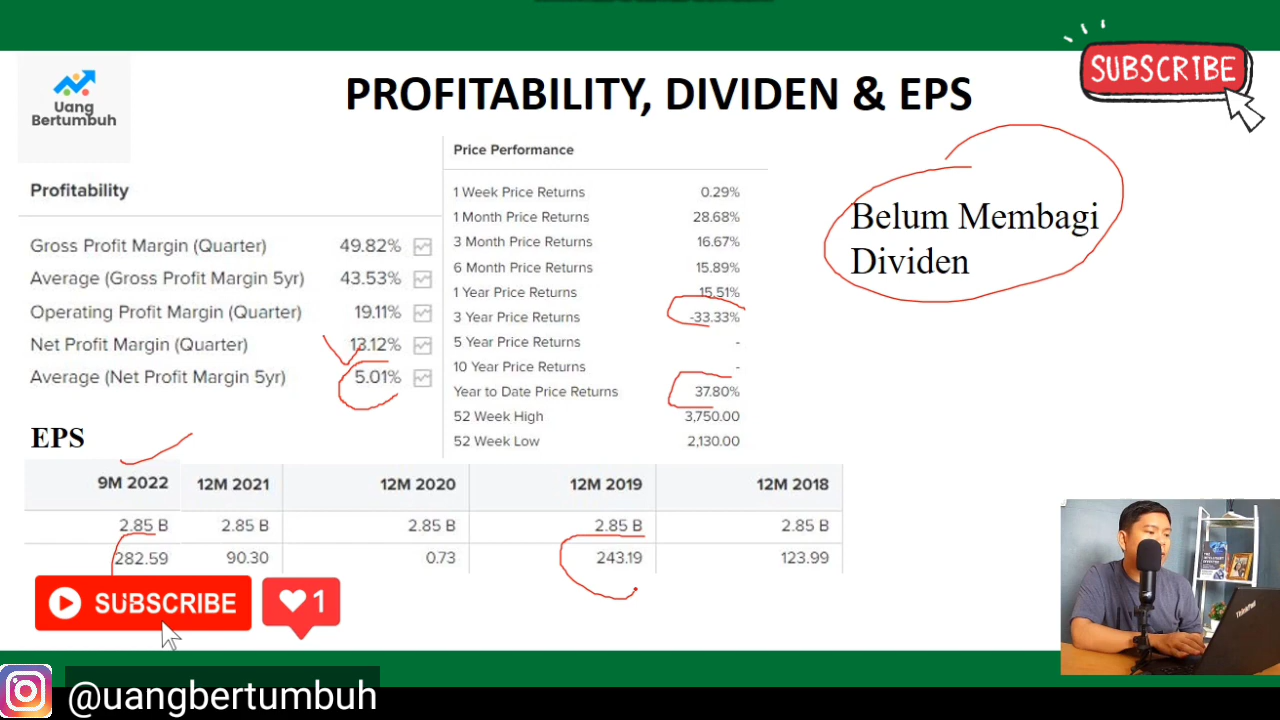 Uang
Bertumbuh
PROFITABILITY, DIVIDEN & EPS
SUBSCRIBE
Profitability
Gross Profit Margin (Quarter) 49.82%
Average (Gross Profit Margin 5yr) 43.53%
Operating Profit Margin (Quarter) 19.11%
Net Profit Margin (Quarter) 13.12%
Average (Net Profit Margin 5yr) 5.01%
Price Performance
1 Week Price Returns 0.29%
1 Month Price Returns 28.68%
3 Month Price Returns 16.67%
6 Month Price Returns 15.89%
1 Year Price Returns 15.51%
3 Year Price Returns -33.33%
5 Year Price Returns -
10 Year Price Returns -
Year to Date Price Returns 37.80%
52 Week High 3,750.00
52 Week Low 2,130.00
Belum Membagi
Dividen
EPS
9M 2022 12M 2021 12M 2020 12M 2019 12M 2018
2.85 B 2.85 B 2.85 B 2.85 B 2.85 B
282.59 90.30 0.73 243.19 123.99
SUBSCRIBE 1
ThinkPad
@uangbertumbuh